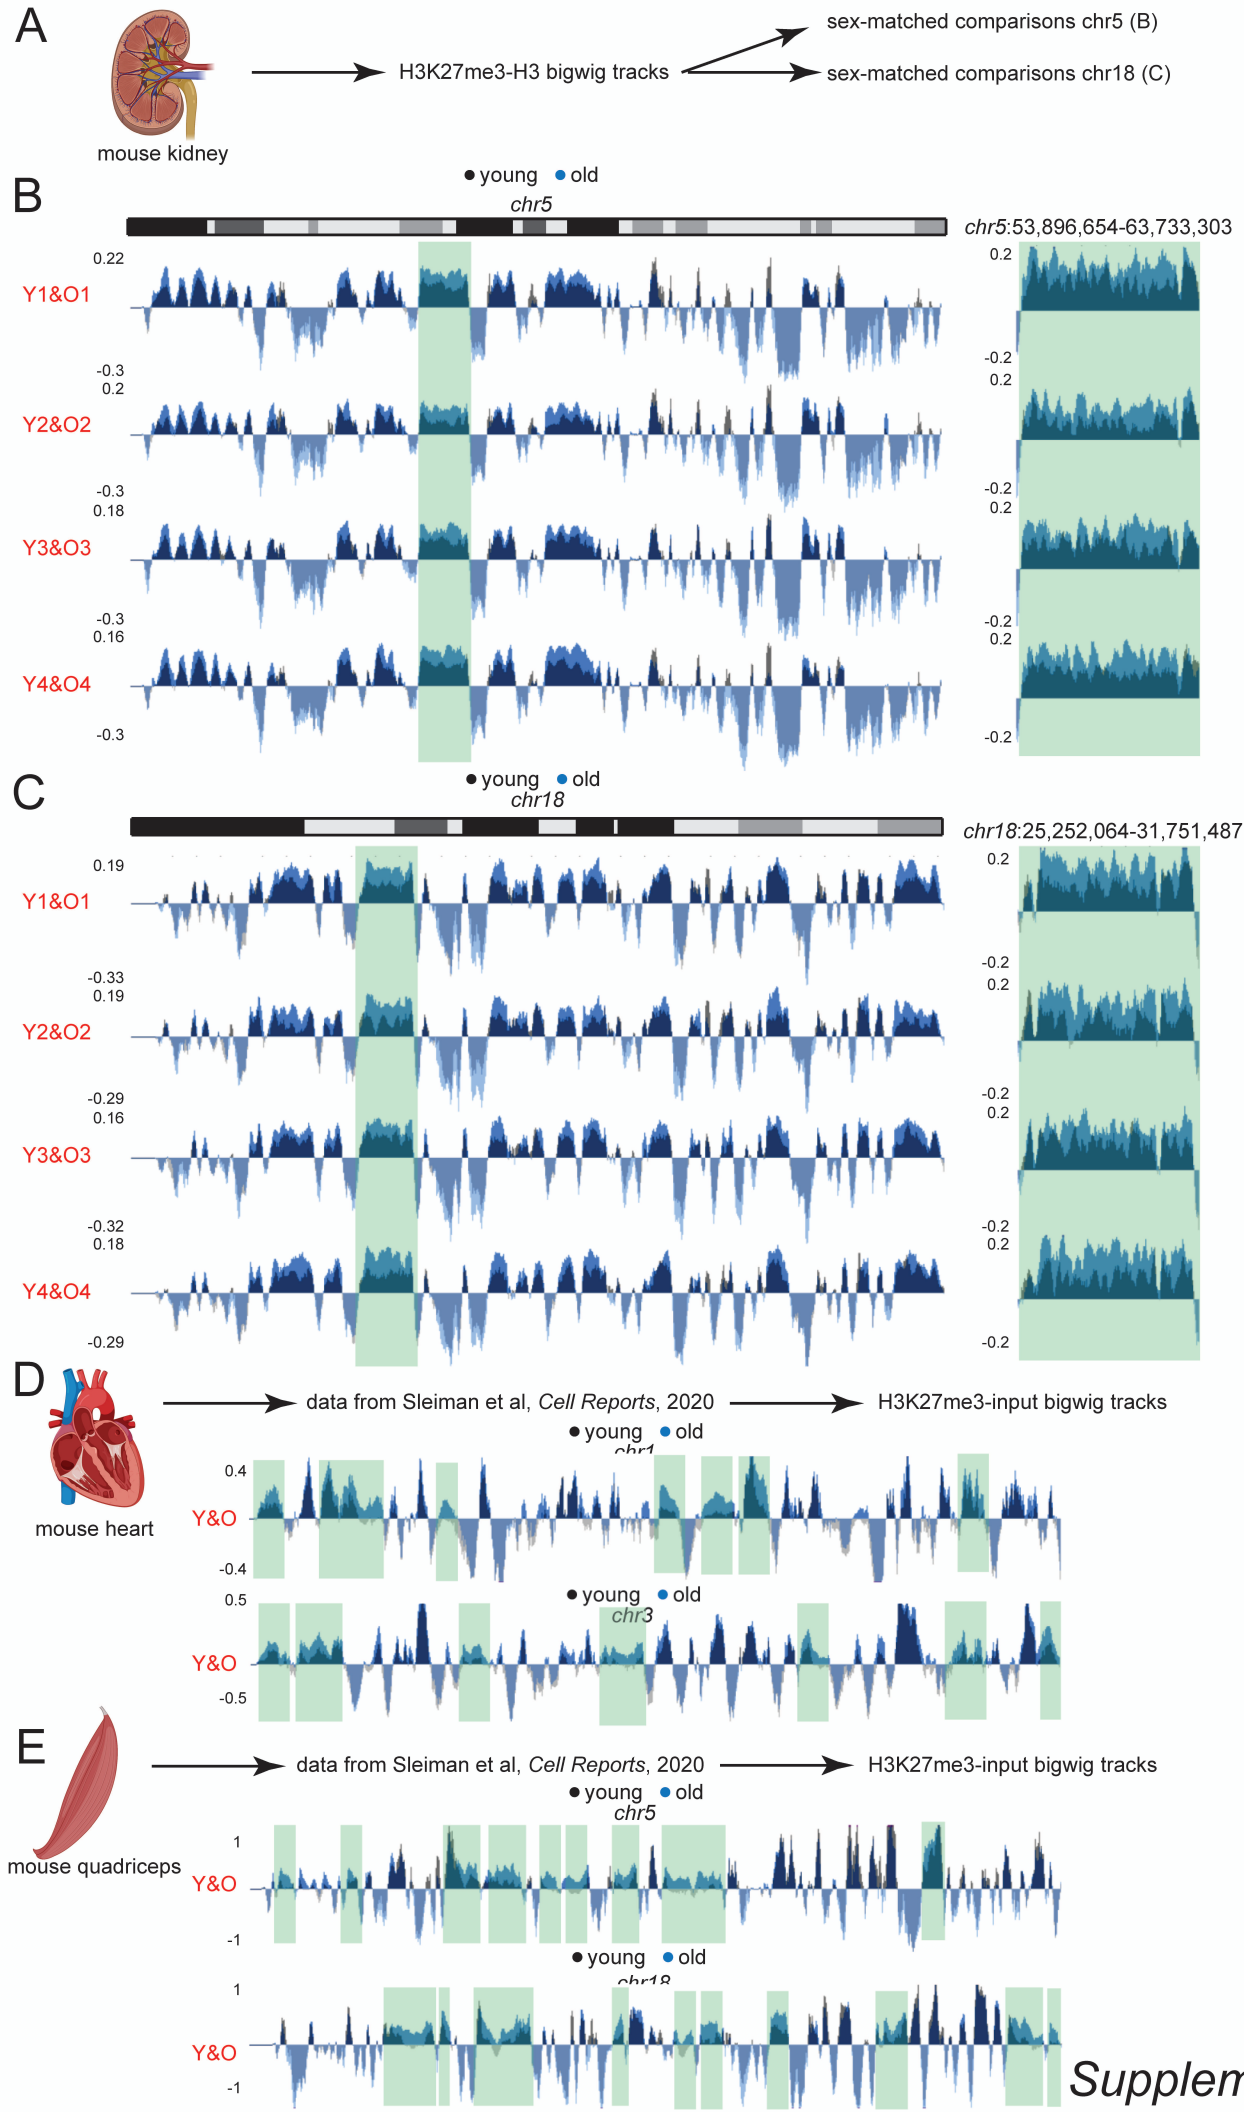 A
sex-matched comparisons chr5 (B)
H3K27me3-H3 bigwig tracks
sex-matched comparisons chr18 (C)
mouse kidney
B
young old
chr5
chr5:53,896,654-63,733,303
0.22
Y1&O1
-0.3
0.2
-0.2
0.2
Y2&O2
-0.3
0.2
-0.2
0.18
Y3&O3
-0.3
0.2
-0.2
0.16
Y4&O4
-0.3
0.2
-0.2
C
young old
chr18
chr18:25,252,064-31,751,487
0.19
Y1&O1
-0.33
0.2
-0.2
0.19
Y2&O2
-0.29
0.2
-0.2
0.16
Y3&O3
-0.32
0.2
-0.2
0.18
Y4&O4
-0.29
0.2
-0.2
D
data from Sleiman et al, Cell Reports, 2020
H3K27me3-input bigwig tracks
mouse heart
young old
chr1
0.4
Y&O
-0.4
young old
chr3
0.5
Y&O
-0.5
E
data from Sleiman et al, Cell Reports, 2020
H3K27me3-input bigwig tracks
mouse quadriceps
young old
chr5
1
Y&O
-1
young old
chr18
1
Y&O
-1
Supplem